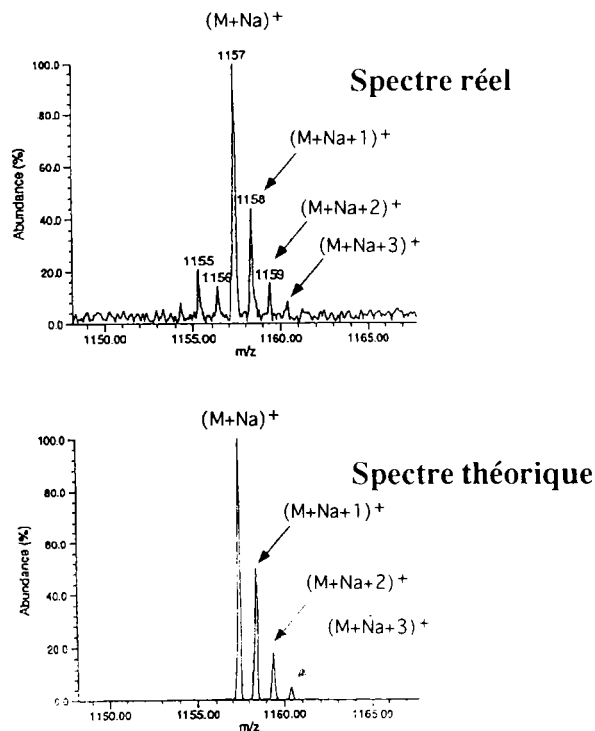 (M+Na)+
1157
100.0
Spectre réel
80.0
(M+Na+1)+
60.0
1158
(M+Na+2)+
40.0
(M+Na+3)+
1155
1156
1159
20.0
0.0
Abundance (%)
1150.00 1155.00 1160.00 1165.00
m/z
(M+Na)+
100.0
Spectre théorique
80.0
(M+Na+1)+
60.0
40.0
(M+Na+2)+
(M+Na+3)+
20.0
0.0
Abundance (%)
1150.00 1155.00 1160.00 1165.00
m/z